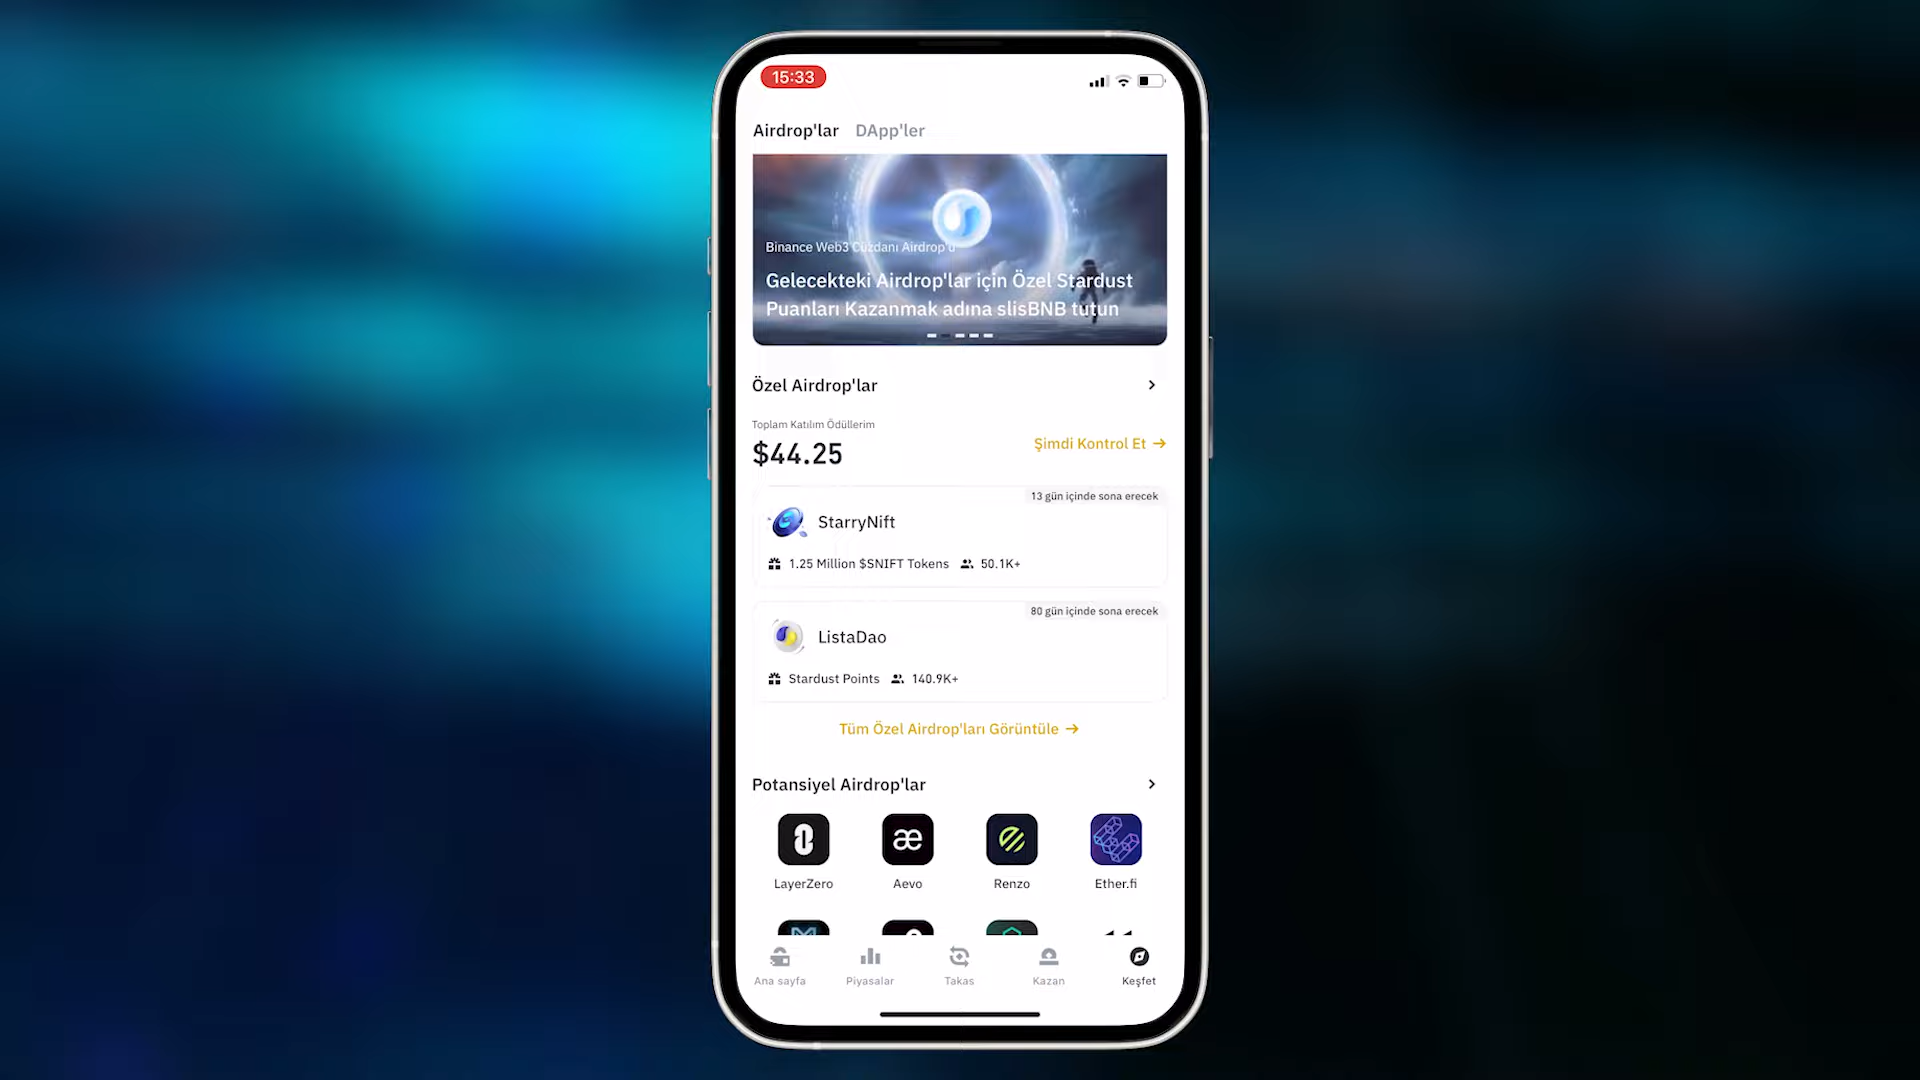 15:33
Airdrop'lar DApp'ler
Binance Web3 Cüzdanı Airdrop'u
Gelecekteki Airdrop'lar için Özel Stardust
Puanları Kazanmak adına slisBNB tutun
Özel Airdrop'lar
Toplam Katılım Ödüllerim
$44.25
Şimdi Kontrol Et →
13 gün içinde sona erecek
StarryNift
1.25 Million $SNIFT Tokens 50.1K+
80 gün içinde sona erecek
ListaDao
Stardust Points 140.9K+
Tüm Özel Airdrop'ları Görüntüle →
Potansiyel Airdrop'lar
LayerZero Aevo Renzo Ether.fi
Ana sayfa Piyasalar Takas Kazan Keşfet